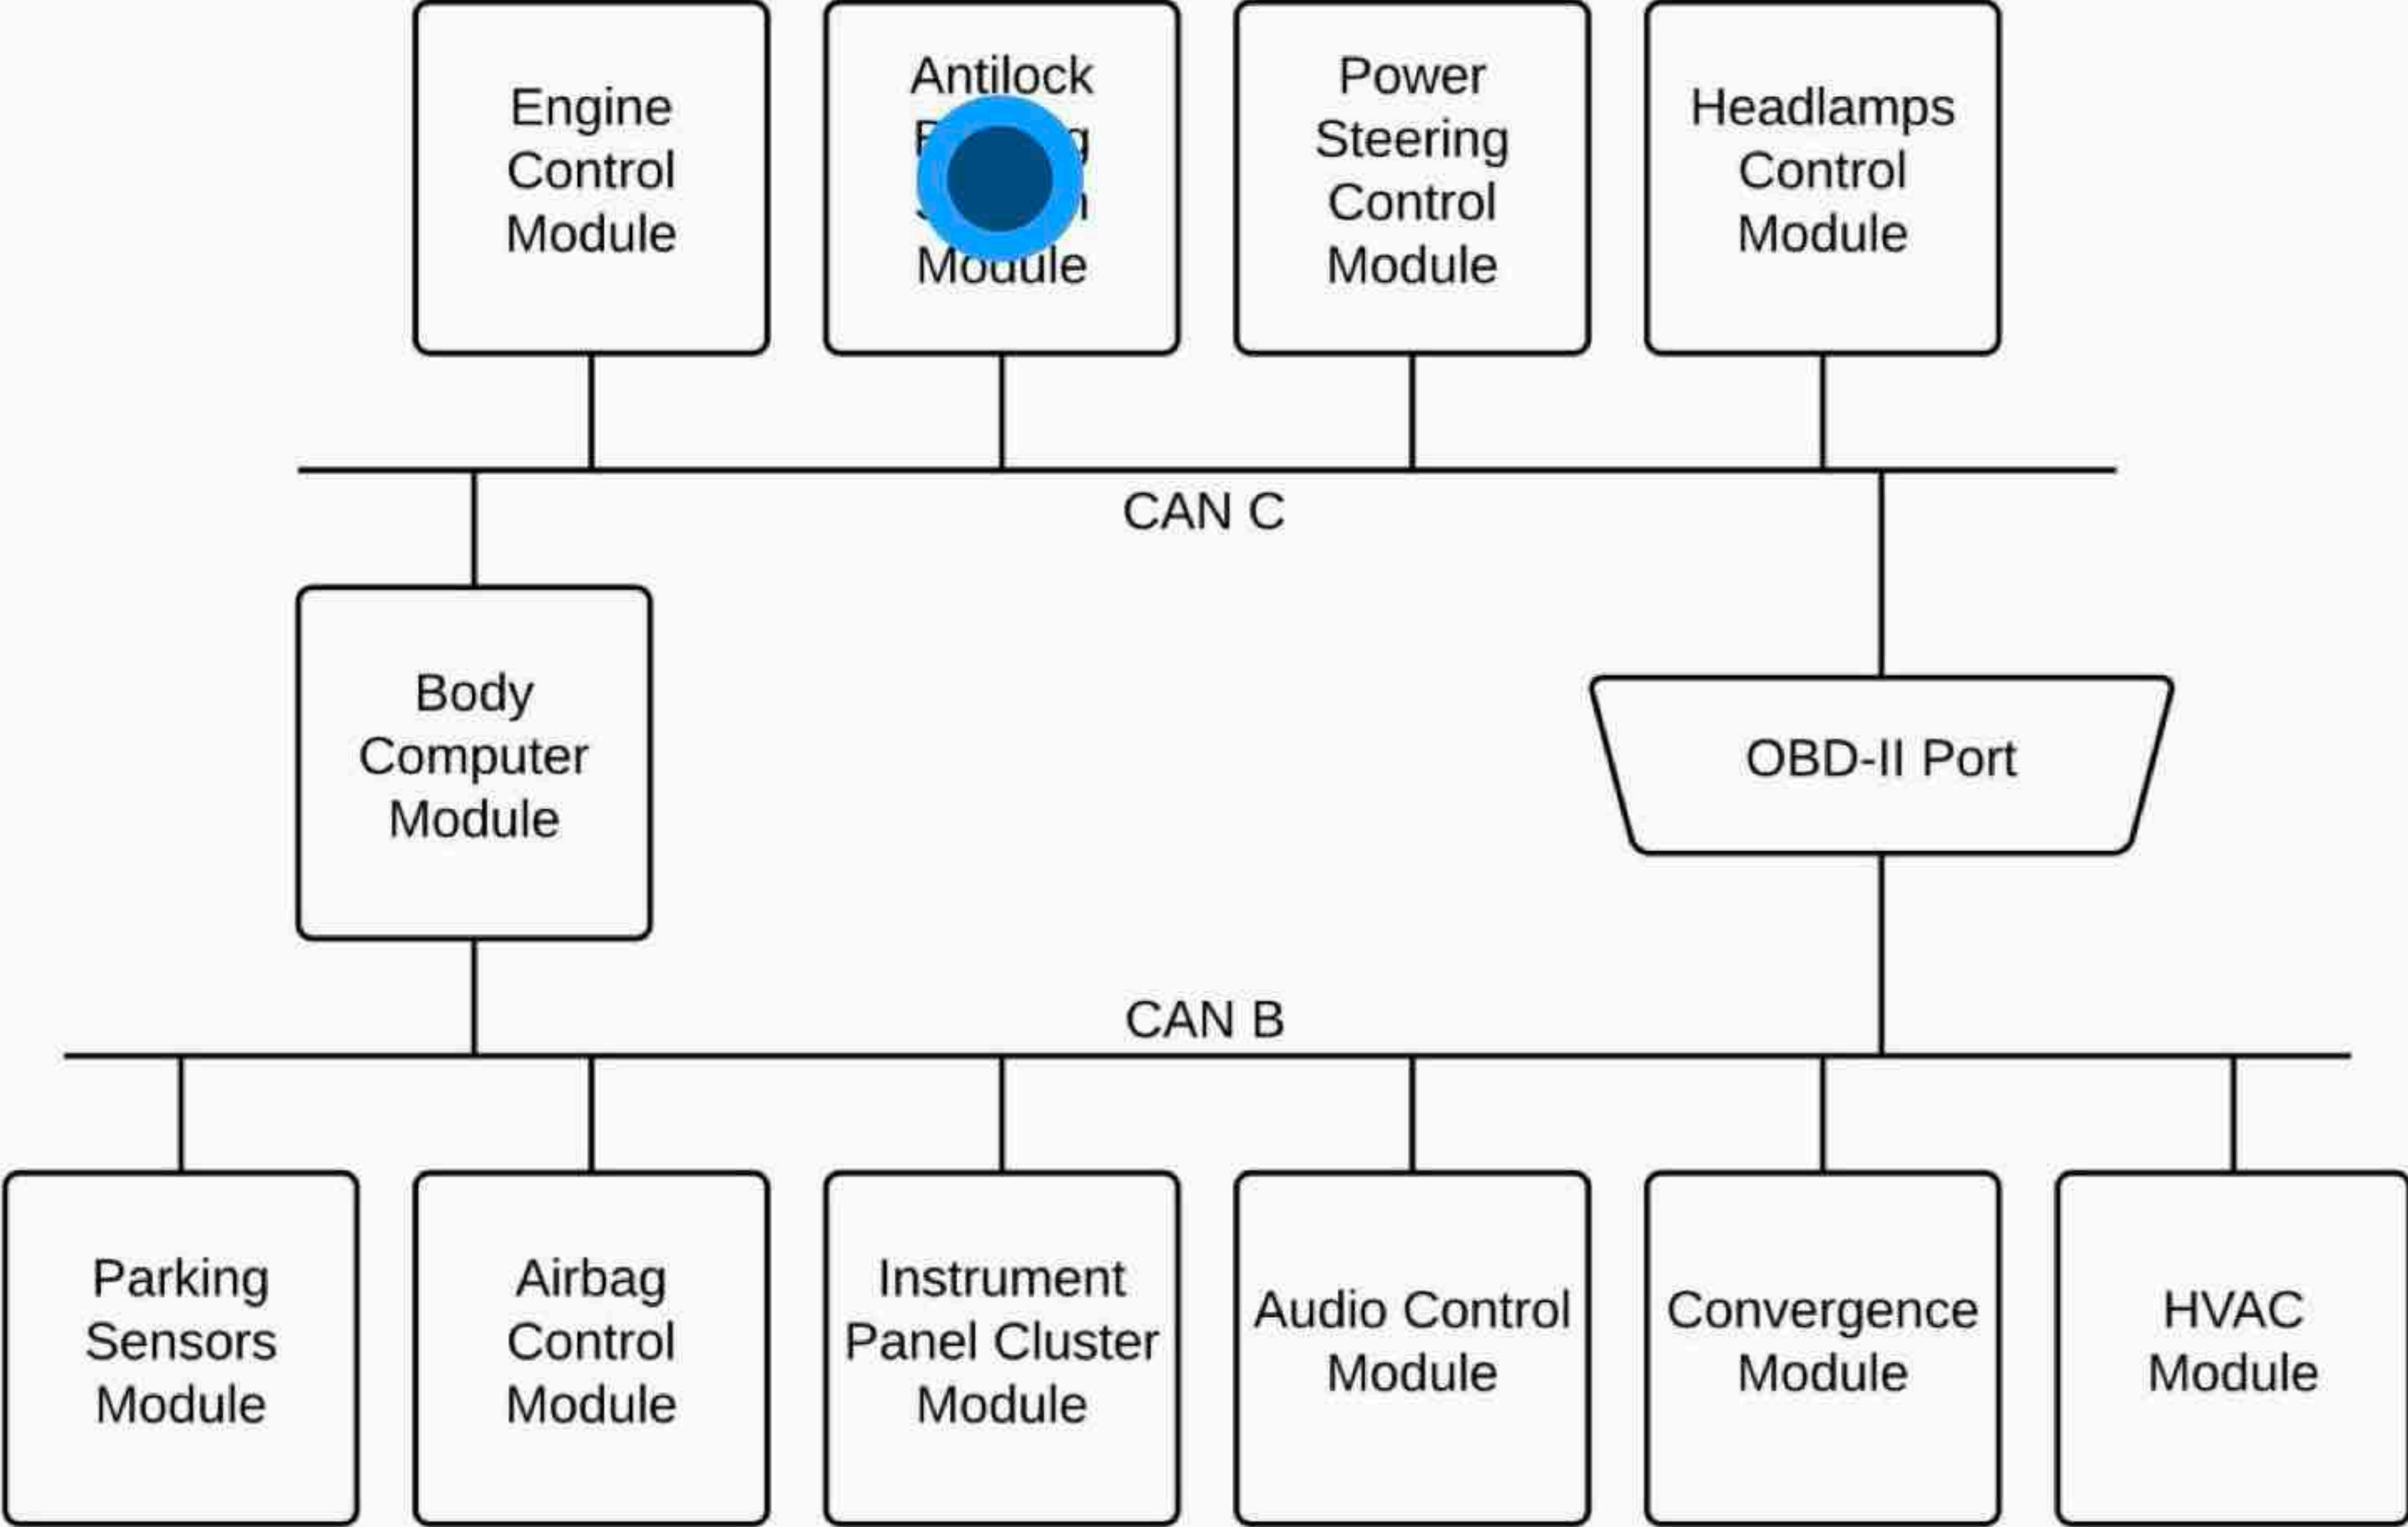 Engine
Control
Module
Antilock
Module
Power
Steering
Control
Module
Headlamps
Control
Module
CAN C
Body
Computer
Module
OBD-II Port
CAN B
Parking
Sensors
Module
Airbag
Control
Module
Instrument
Panel Cluster
Module
Audio Control
Module
Convergence
Module
HVAC
Module